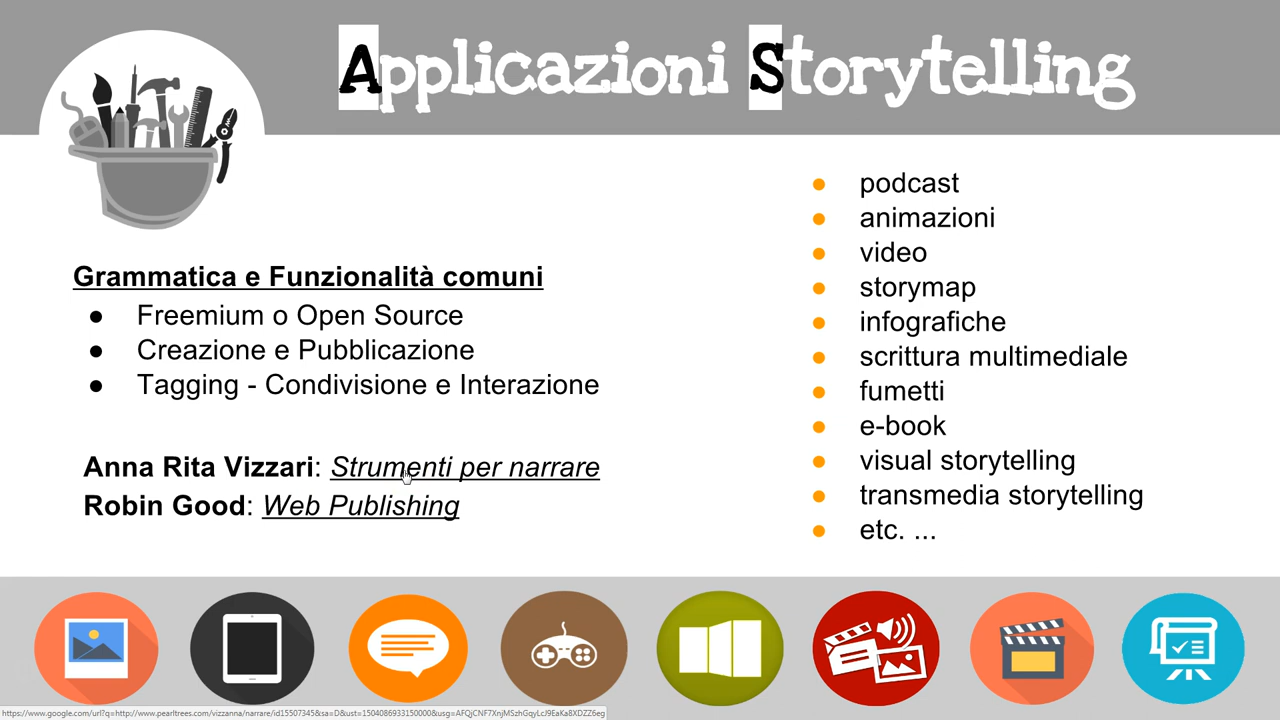 Applicazioni Storytelling
Grammatica e Funzionalità comuni
● Freemium o Open Source
● Creazione e Pubblicazione
● Tagging - Condivisione e Interazione
Anna Rita Vizzari: Strumenti per narrare
Robin Good: Web Publishing
● podcast
● animazioni
● video
● storymap
● infografiche
● scrittura multimediale
● fumetti
● e-book
● visual storytelling
● transmedia storytelling
● etc. ...